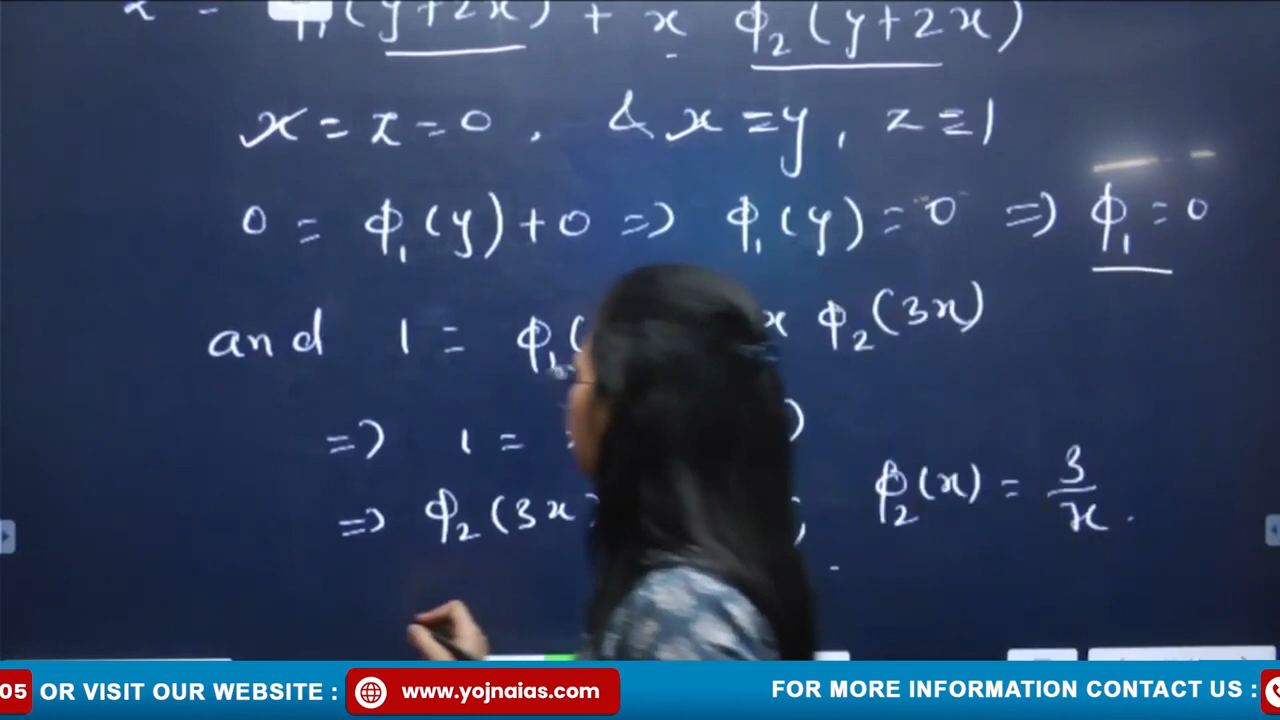 (y+2x) + x ϕ₂(y+2x)
x = z = 0 , & x = y , z = 1
0 = ϕ₁(y) + 0 => ϕ₁(y) = 0 => ϕ₁ = 0
and 1 = ϕ₁( x ϕ₂(3x)
=> 1 = )
=> ϕ₂(3x ; ϕ₂(x) = 3/x .
05 OR VISIT OUR WEBSITE : www.yojnaias.com FOR MORE INFORMATION CONTACT US :